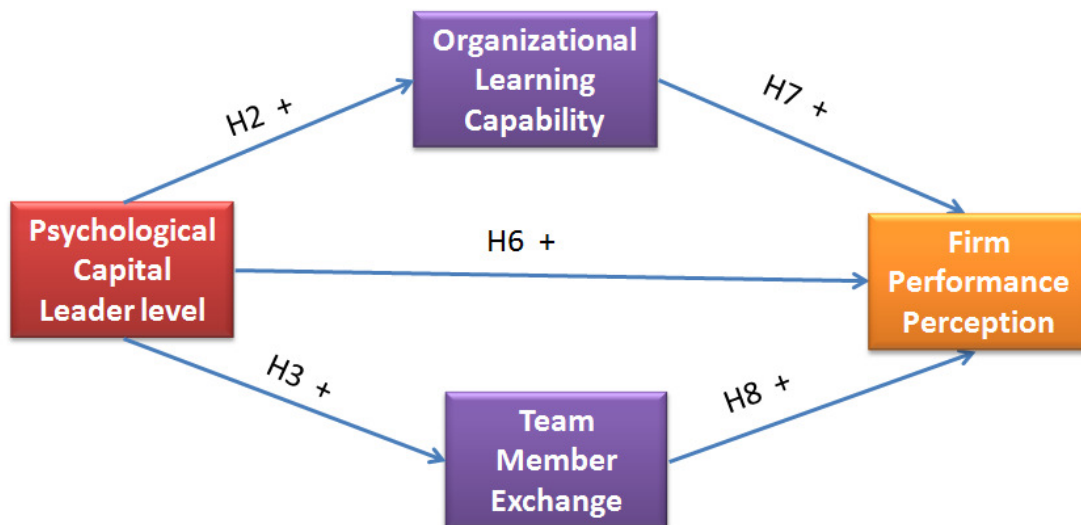 Organizational
Learning
Capability
H2 +
H7 +
Psychological
Capital
Leader level
H6 +
Firm
Performance
Perception
H3 +
H8 +
Team
Member
Exchange